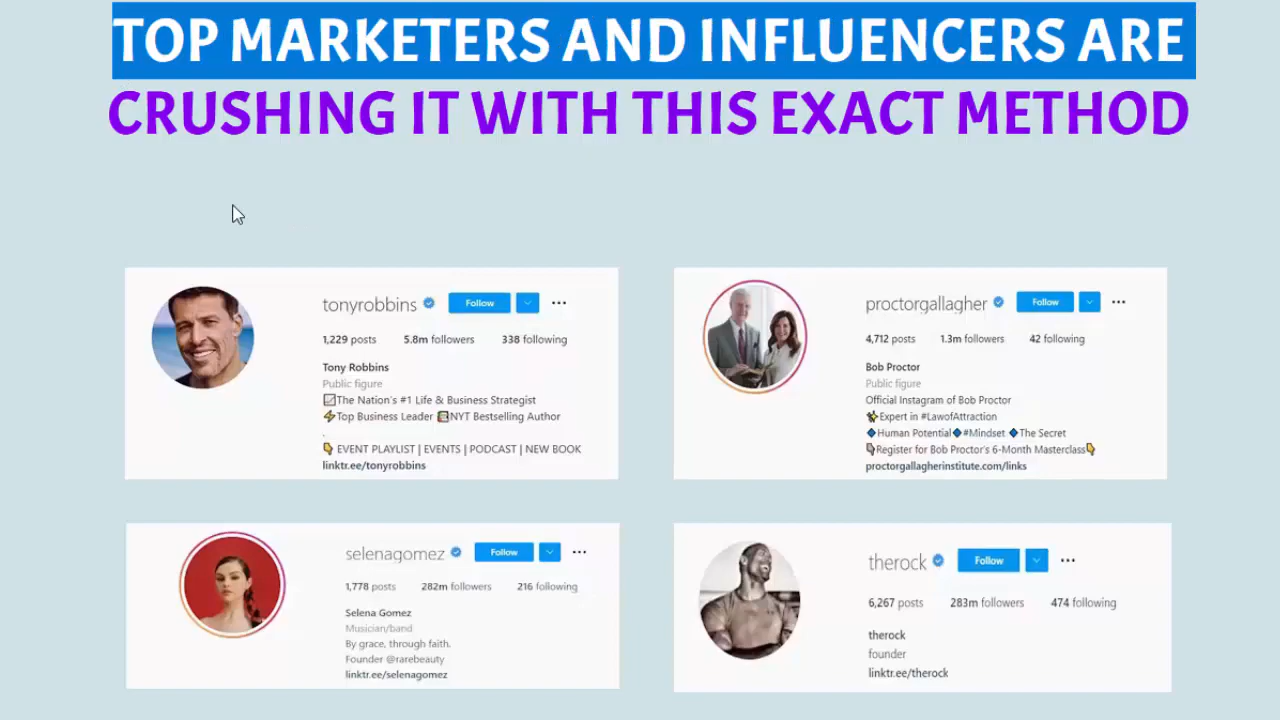 TOP MARKETERS AND INFLUENCERS ARE
CRUSHING IT WITH THIS EXACT METHOD
tonyrobbins Follow
1,229 posts 5.8m followers 338 following
Tony Robbins
Public figure
📈The Nation's #1 Life & Business Strategist
⚡Top Business Leader 📚NYT Bestselling Author
.
👇 EVENT PLAYLIST | EVENTS | PODCAST | NEW BOOK
linktr.ee/tonyrobbins
proctorgallagher Follow
4,712 posts 1.3m followers 42 following
Bob Proctor
Public figure
Official Instagram of Bob Proctor
✨Expert in #LawofAttraction
🔷Human Potential🔷#Mindset 🔷The Secret
👇Register for Bob Proctor's 6-Month Masterclass👇
proctorgallagherinstitute.com/links
selenagomez Follow
1,778 posts 282m followers 216 following
Selena Gomez
Musician/band
By grace, through faith.
Founder @rarebeauty
linktr.ee/selenagomez
therock Follow
6,267 posts 283m followers 474 following
therock
founder
linktr.ee/therock